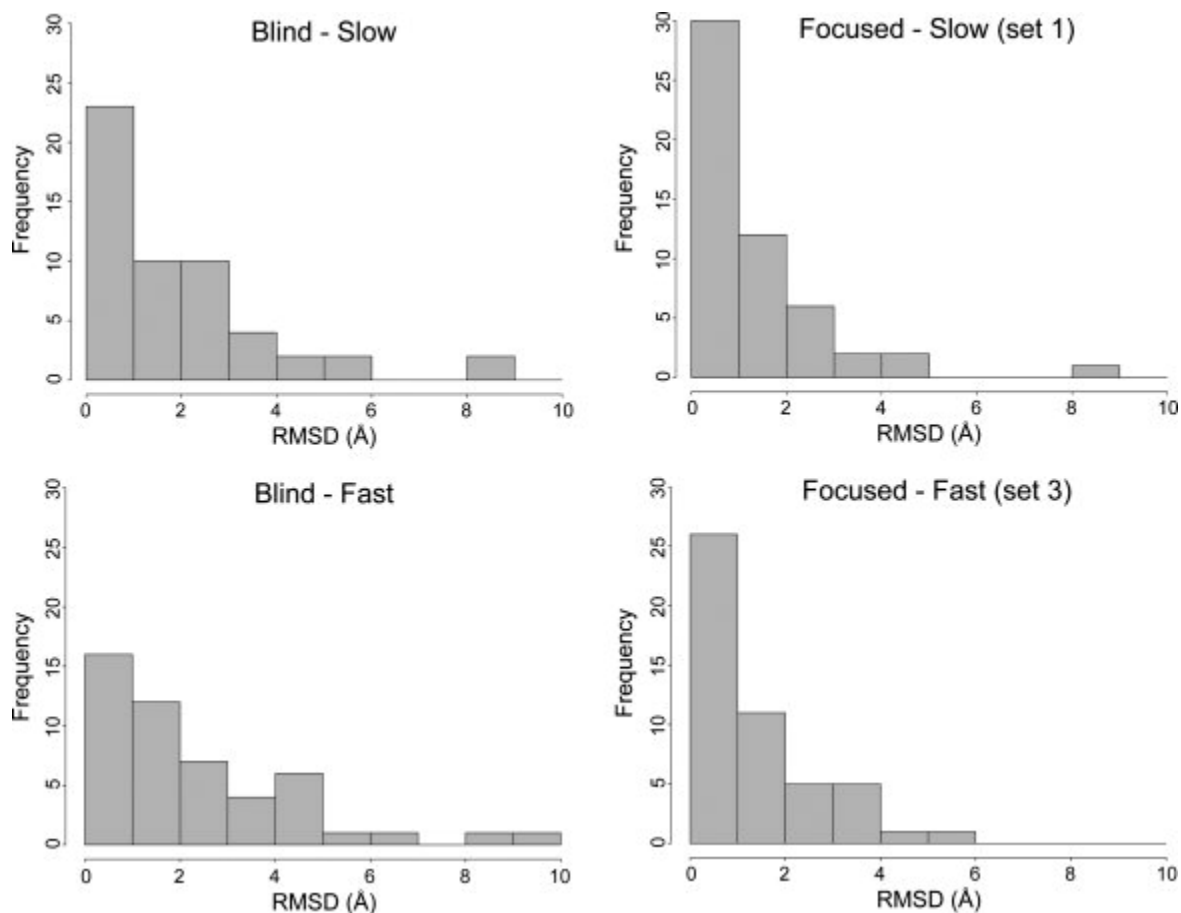 Blind - Slow
30
25
20
15
10
5
0
Frequency
0 2 4 6 8 10
RMSD (Å)
Focused - Slow (set 1)
30
25
20
15
10
5
0
Frequency
0 2 4 6 8 10
RMSD (Å)
Blind - Fast
30
25
20
15
10
5
0
Frequency
0 2 4 6 8 10
RMSD (Å)
Focused - Fast (set 3)
30
25
20
15
10
5
0
Frequency
0 2 4 6 8 10
RMSD (Å)